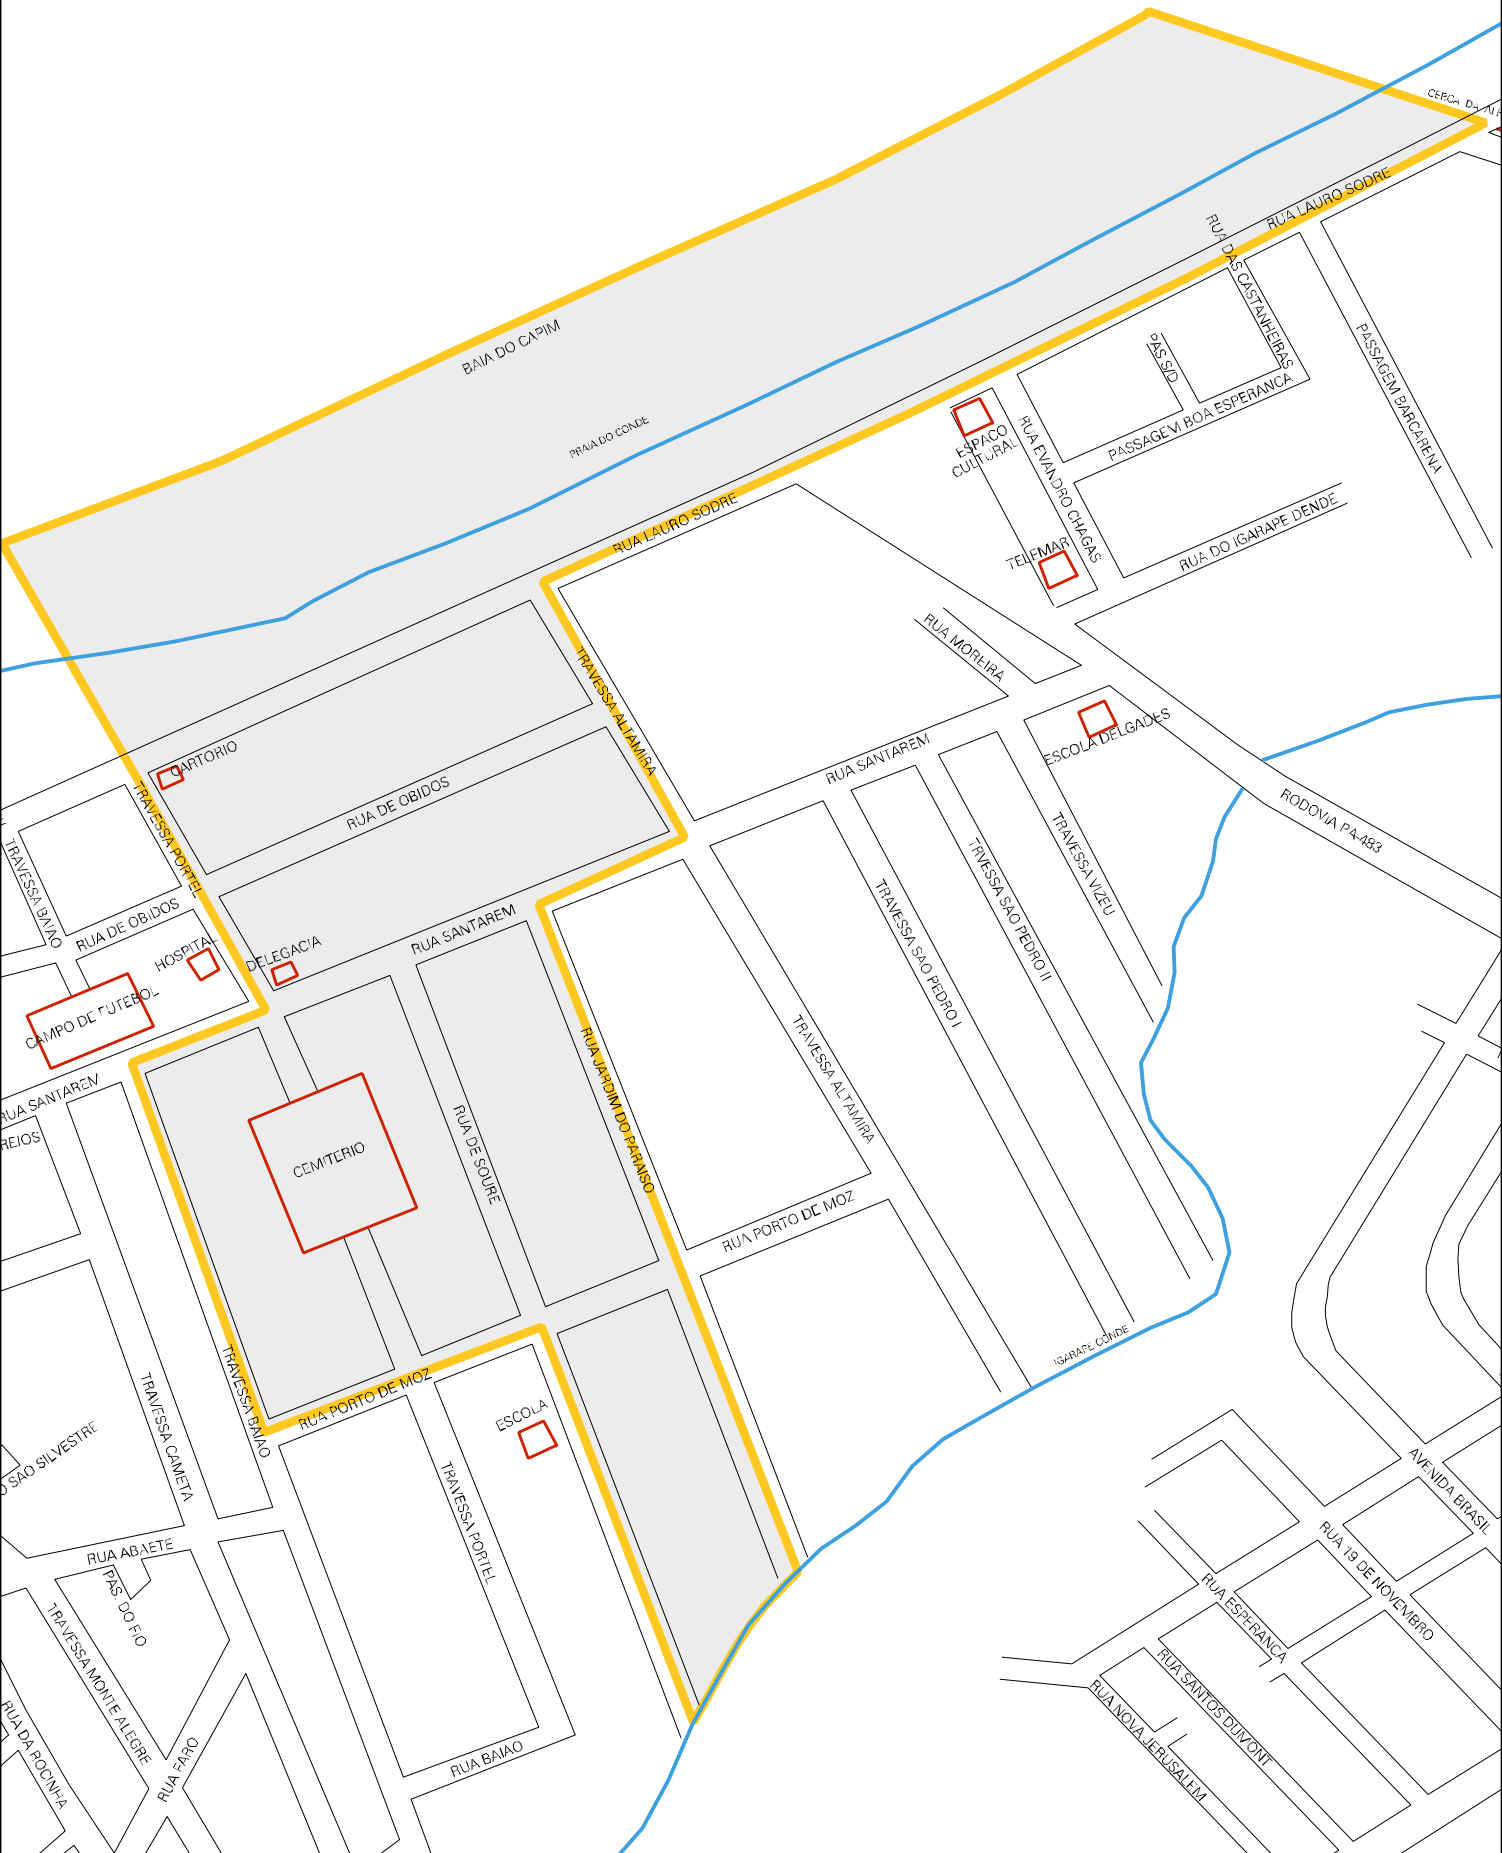 CERCA DA
RUA LAURO SODRE
RUA DAS CASTANHEIRAS
BAIA DO CAPIM
PRAIA DO CONDE
PAS S/D
PASSAGEM BARCARENA
PASSAGEM BOA ESPERANCA
ESPACO
CULTURAL
RUA EVANDRO CHAGAS
RUA LAURO SODRE
RUA DO IGARAPE DENDE
TELEMAR
RUA MOREIRA
TRAVESSA ALTAMIRA
ESCOLA DELGADES
RUA SANTAREM
CARTORIO
RUA DE OBIDOS
TRAVESSA PORTEL
RODOVIA PA-483
TRAVESSA VIZEU
TRVESSA SAO PEDRO II
TRAVESSA SAO PEDRO I
TRAVESSA BAIAO
RUA DE OBIDOS
HOSPITAL
DELEGACIA
RUA SANTAREM
CAMPO DE FUTEBOL
RUA SANTAREM
REIOS
CEMITERIO
RUA DE SOURE
RUA JARDIM DO PARAISO
TRAVESSA ALTAMIRA
RUA PORTO DE MOZ
IGARAPE CONDE
TRAVESSA BAIAO
RUA PORTO DE MOZ
TRAVESSA CAMETA
ESCOLA
TRAVESSA PORTEL
O SAO SILVESTRE
RUA ABAETE
PAS. DO FIO
TRAVESSA MONTE ALEGRE
RUA DA ROCINHA
RUA FARO
RUA BAIAO
AVENIDA BRASIL
RUA 19 DE NOVEMBRO
RUA ESPERANCA
RUA SANTOS DUMONT
RUA NOVA JERUSALEM